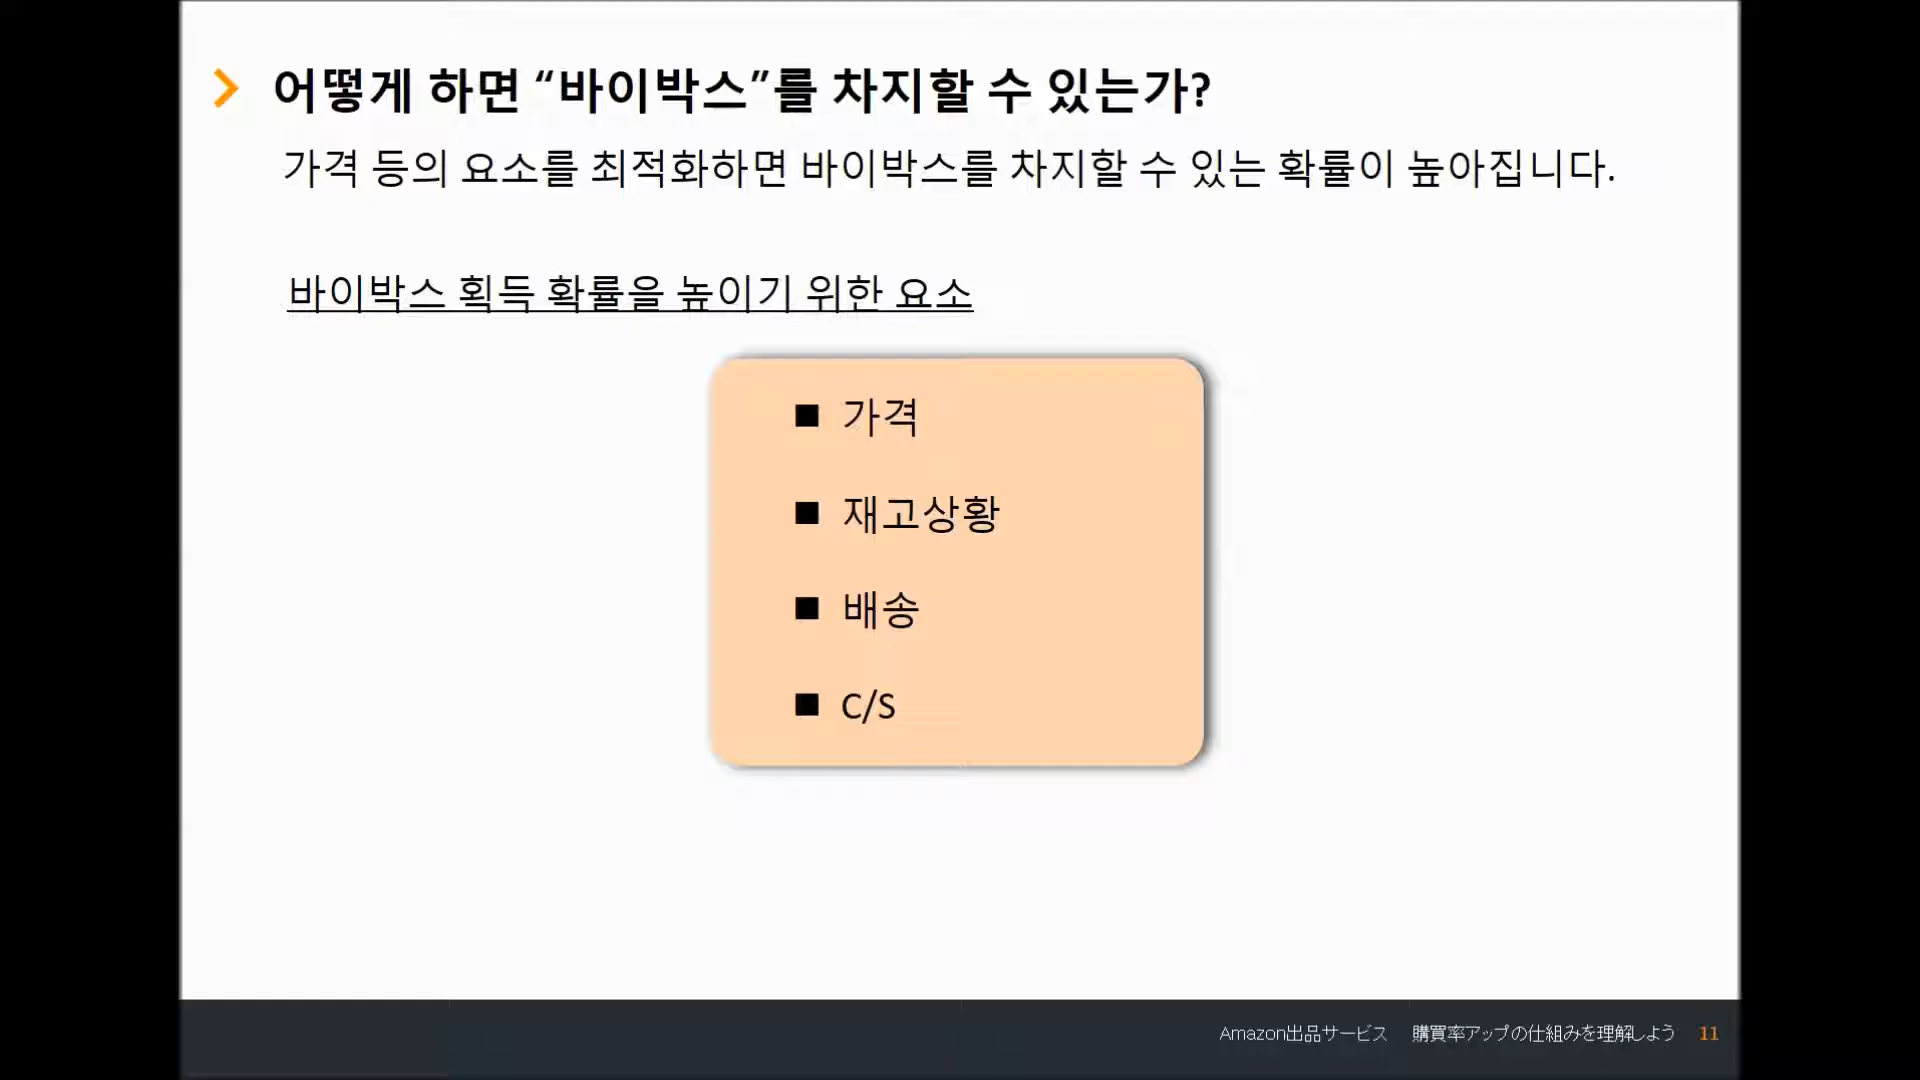 어떻게 하면 “바이박스”를 차지할 수 있는가?
가격 등의 요소를 최적화하면 바이박스를 차지할 수 있는 확률이 높아집니다.
바이박스 획득 확률을 높이기 위한 요소
■ 가격
■ 재고상황
■ 배송
■ C/S
Amazon出品サービス 購買率アップの仕組みを理解しよう 11